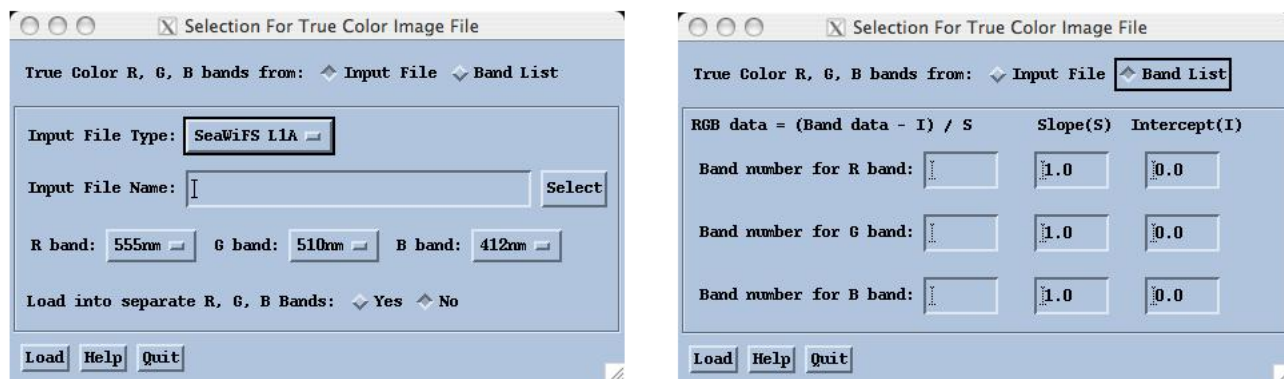 Selection For True Color Image File
True Color R, G, B bands from: Input File Band List
Input File Type: SeaWiFS L1A
Input File Name: Select
R band: 555nm G band: 510nm B band: 412nm
Load into separate R, G, B Bands: Yes No
Load Help Quit
Selection For True Color Image File
True Color R, G, B bands from: Input File Band List
RGB data = (Band data - I) / S Slope(S) Intercept(I)
Band number for R band: 1.0 0.0
Band number for G band: 1.0 0.0
Band number for B band: 1.0 0.0
Load Help Quit